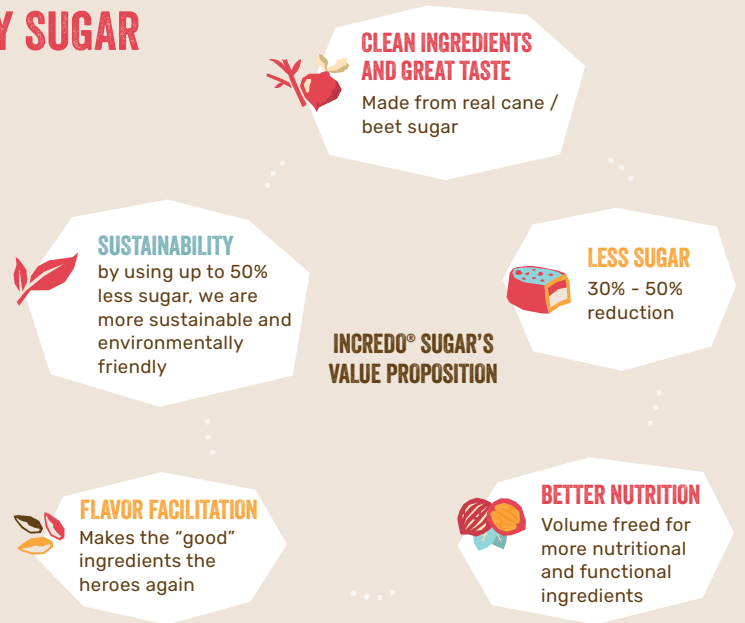 Y SUGAR
CLEAN INGREDIENTS
AND GREAT TASTE
Made from real cane /
beet sugar
SUSTAINABILITY
by using up to 50%
less sugar, we are
more sustainable and
environmentally
friendly
LESS SUGAR
30% - 50%
reduction
INCREDO® SUGAR'S
VALUE PROPOSITION
FLAVOR FACILITATION
Makes the “good”
ingredients the
heroes again
BETTER NUTRITION
Volume freed for
more nutritional
and functional
ingredients